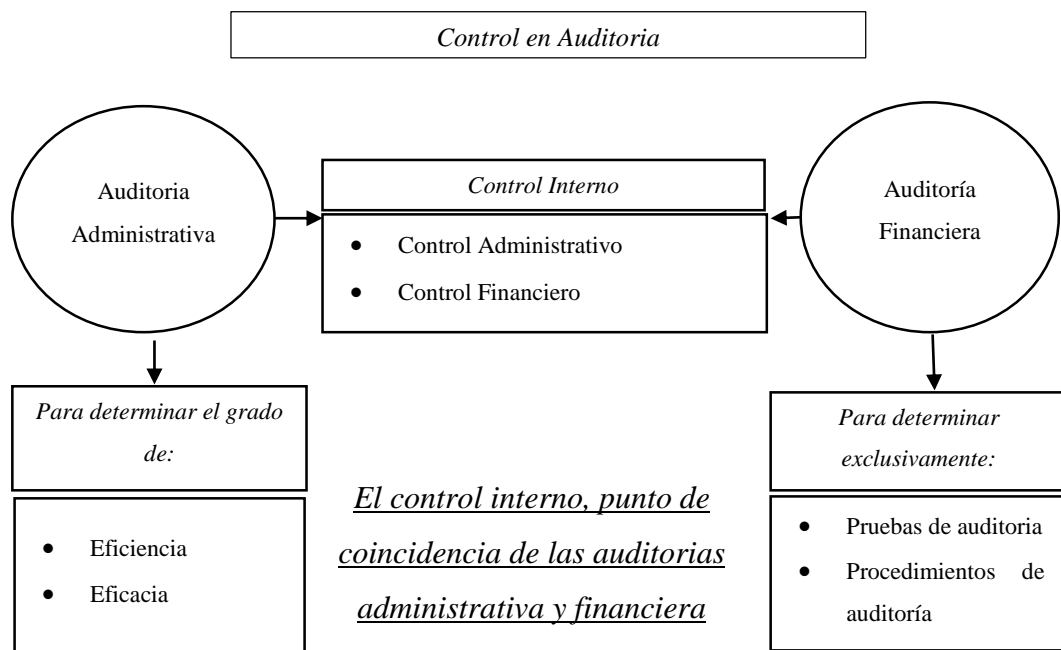 Control en Auditoria
Auditoria
Administrativa
Control Interno
• Control Administrativo
• Control Financiero
Auditoría
Financiera
Para determinar el grado
de:
• Eficiencia
• Eficacia
El control interno, punto de
coincidencia de las auditorias
administrativa y financiera
Para determinar
exclusivamente:
• Pruebas de auditoria
• Procedimientos de
auditoría